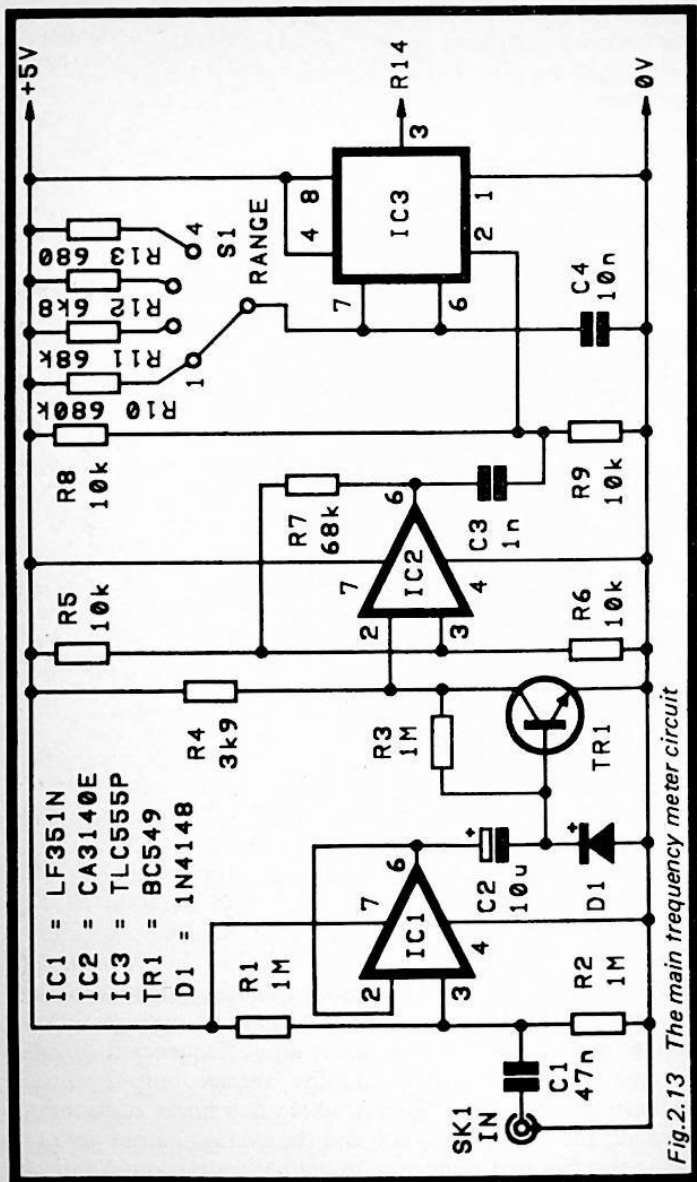 +5V
IC1 = LF351N
IC2 = CA3140E
IC3 = TLC555P
TR1 = BC549
D1 = 1N4148
R1
1M
R2
1M
SK1
IN
C1
47n
2
3
7
6
4
IC1
C2
10u
+
D1
+
R3
1M
TR1
R4
3k9
R5
10k
R6
10k
2
3
7
6
4
IC2
R7
68k
C3
1n
R8
10k
R9
10k
R10 680k
R11 68k
R12 6k8
R13 680
1
4
S1
RANGE
7
6
4
8
2
1
3
IC3
R14
C4
10n
0V
Fig.2.13 The main frequency meter circuit